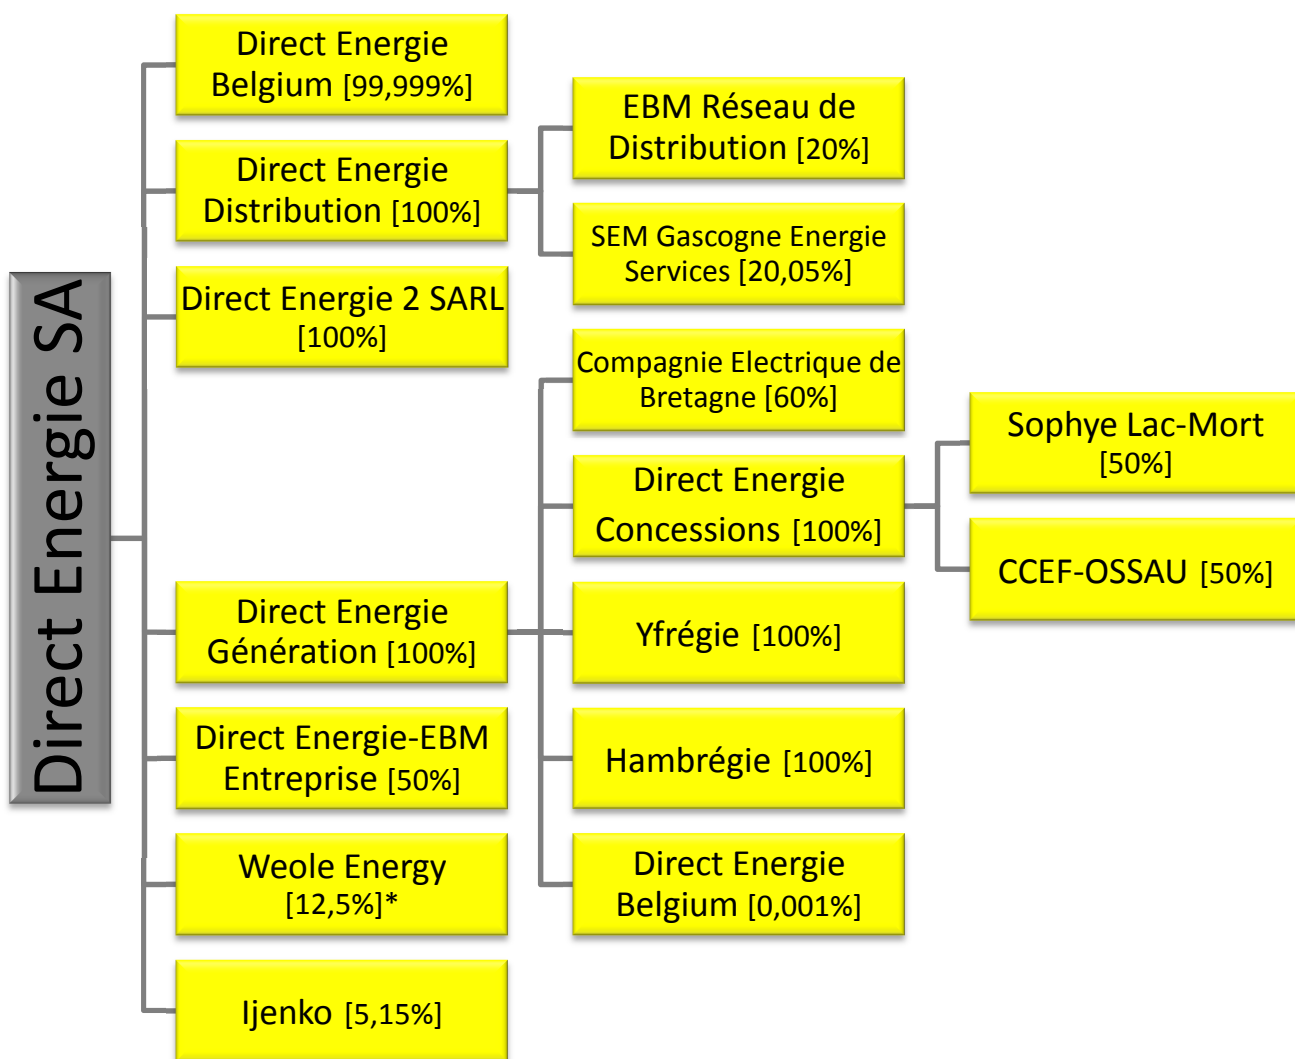 Direct Energie SA
Direct Energie
Belgium [99,999%]
Direct Energie
Distribution [100%]
EBM Réseau de
Distribution [20%]
SEM Gascogne Energie
Services [20,05%]
Direct Energie 2 SARL
[100%]
Direct Energie
Génération [100%]
Compagnie Electrique de
Bretagne [60%]
Direct Energie
Concessions [100%]
Sophye Lac-Mort
[50%]
CCEF-OSSAU [50%]
Yfrégie [100%]
Hambrégie [100%]
Direct Energie
Belgium [0,001%]
Direct Energie-EBM
Entreprise [50%]
Weole Energy
[12,5%]*
Ijenko [5,15%]